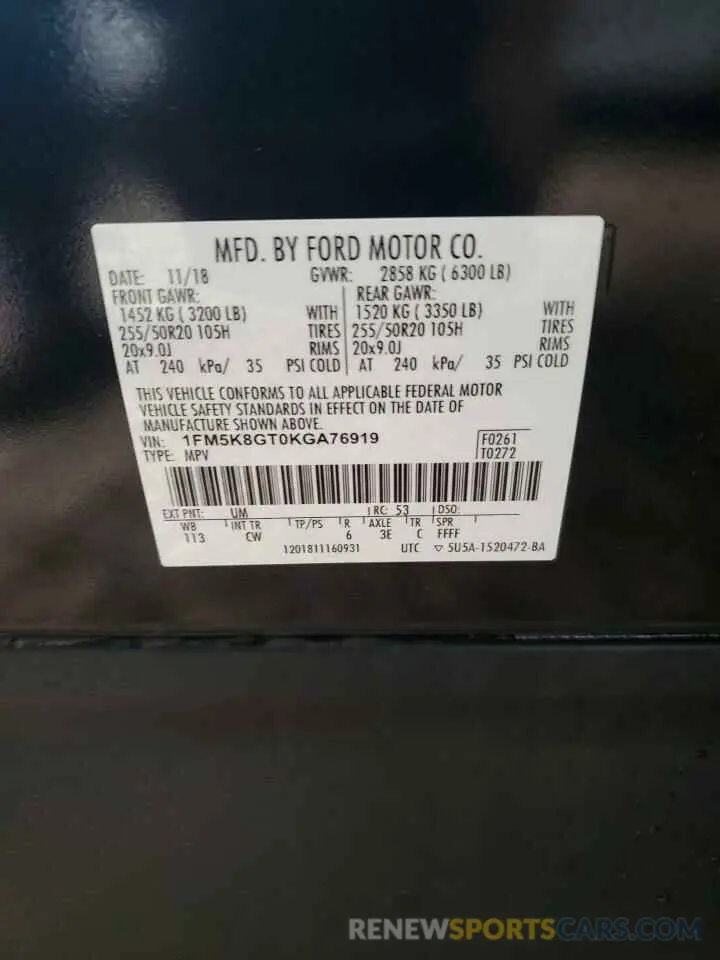 MFD. BY FORD MOTOR CO.
DATE: 11/18 GVWR: 2858 KG ( 6300 LB)
FRONT GAWR: REAR GAWR:
1452 KG ( 3200 LB) WITH 1520 KG ( 3350 LB) WITH
255/50R20 105H TIRES 255/50R20 105H TIRES
20x9.0J RIMS 20x9.0J RIMS
AT 240 kPa/ 35 PSI COLD AT 240 kPa/ 35 PSI COLD
THIS VEHICLE CONFORMS TO ALL APPLICABLE FEDERAL MOTOR
VEHICLE SAFETY STANDARDS IN EFFECT ON THE DATE OF
MANUFACTURE SHOWN ABOVE.
VIN: 1FM5K8GT0KGA76919 F0261
TYPE: MPV T0272
EXT PNT: UM RC: 53 DSO:
WB INT TR TP/PS R AXLE TR SPR
113 CW 6 3E C FFFF
1201811160931 UTC ▽ 5U5A-1520472-BA
RENEWSPORTSCARS.COM